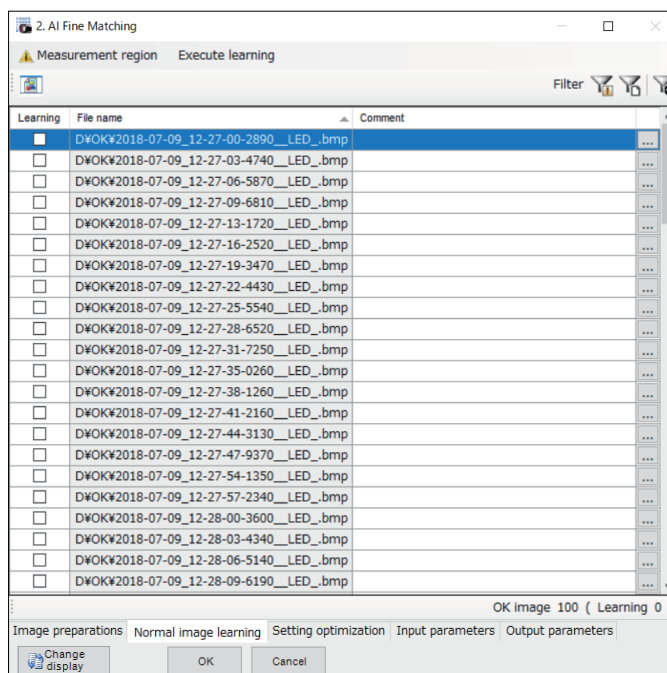 2. AI Fine Matching
Measurement region Execute learning
Filter
Learning File name Comment
D¥OK¥2018-07-09_12-27-00-2890__LED_.bmp ...
D¥OK¥2018-07-09_12-27-03-4740__LED_.bmp ...
D¥OK¥2018-07-09_12-27-06-5870__LED_.bmp ...
D¥OK¥2018-07-09_12-27-09-6810__LED_.bmp ...
D¥OK¥2018-07-09_12-27-13-1720__LED_.bmp ...
D¥OK¥2018-07-09_12-27-16-2520__LED_.bmp ...
D¥OK¥2018-07-09_12-27-19-3470__LED_.bmp ...
D¥OK¥2018-07-09_12-27-22-4430__LED_.bmp ...
D¥OK¥2018-07-09_12-27-25-5540__LED_.bmp ...
D¥OK¥2018-07-09_12-27-28-6520__LED_.bmp ...
D¥OK¥2018-07-09_12-27-31-7250__LED_.bmp ...
D¥OK¥2018-07-09_12-27-35-0260__LED_.bmp ...
D¥OK¥2018-07-09_12-27-38-1260__LED_.bmp ...
D¥OK¥2018-07-09_12-27-41-2160__LED_.bmp ...
D¥OK¥2018-07-09_12-27-44-3130__LED_.bmp ...
D¥OK¥2018-07-09_12-27-47-9370__LED_.bmp ...
D¥OK¥2018-07-09_12-27-54-1350__LED_.bmp ...
D¥OK¥2018-07-09_12-27-57-2340__LED_.bmp ...
D¥OK¥2018-07-09_12-28-00-3600__LED_.bmp ...
D¥OK¥2018-07-09_12-28-03-4340__LED_.bmp ...
D¥OK¥2018-07-09_12-28-06-5140__LED_.bmp ...
D¥OK¥2018-07-09_12-28-09-6190__LED_.bmp ...
OK image 100 ( Learning 0
Image preparations Normal image learning Setting optimization Input parameters Output parameters
Change
display OK Cancel